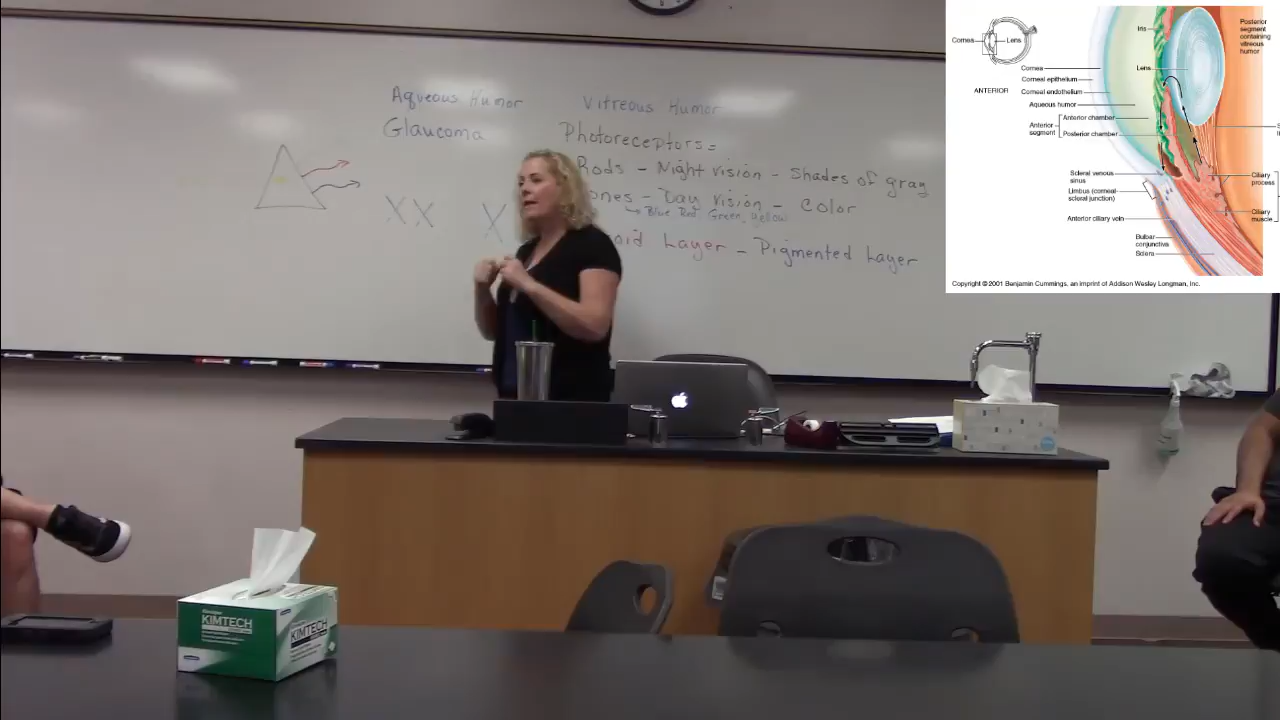 Aqueous Humor
Glaucoma
XX
X
Vitreous Humor
Photoreceptors=
Rods - Night vision - Shades of gray
ones - Day vision - Color
↳ Blue Red, Green, Yellow
oid Layer - Pigmented Layer
Cornea
Lens
ANTERIOR
Iris
Lens
Cornea
Corneal epithelium
Corneal endothelium
Aqueous humor
Anterior segment
Anterior chamber
Posterior chamber
Scleral venous sinus
Limbus (corneal-scleral junction)
Anterior ciliary vein
Bulbar conjunctiva
Sclera
Posterior segment containing vitreous humor
Ciliary process
Ciliary muscle
Copyright © 2001 Benjamin Cummings, an imprint of Addison Wesley Longman, Inc.
KIMTECH
KIMTECH